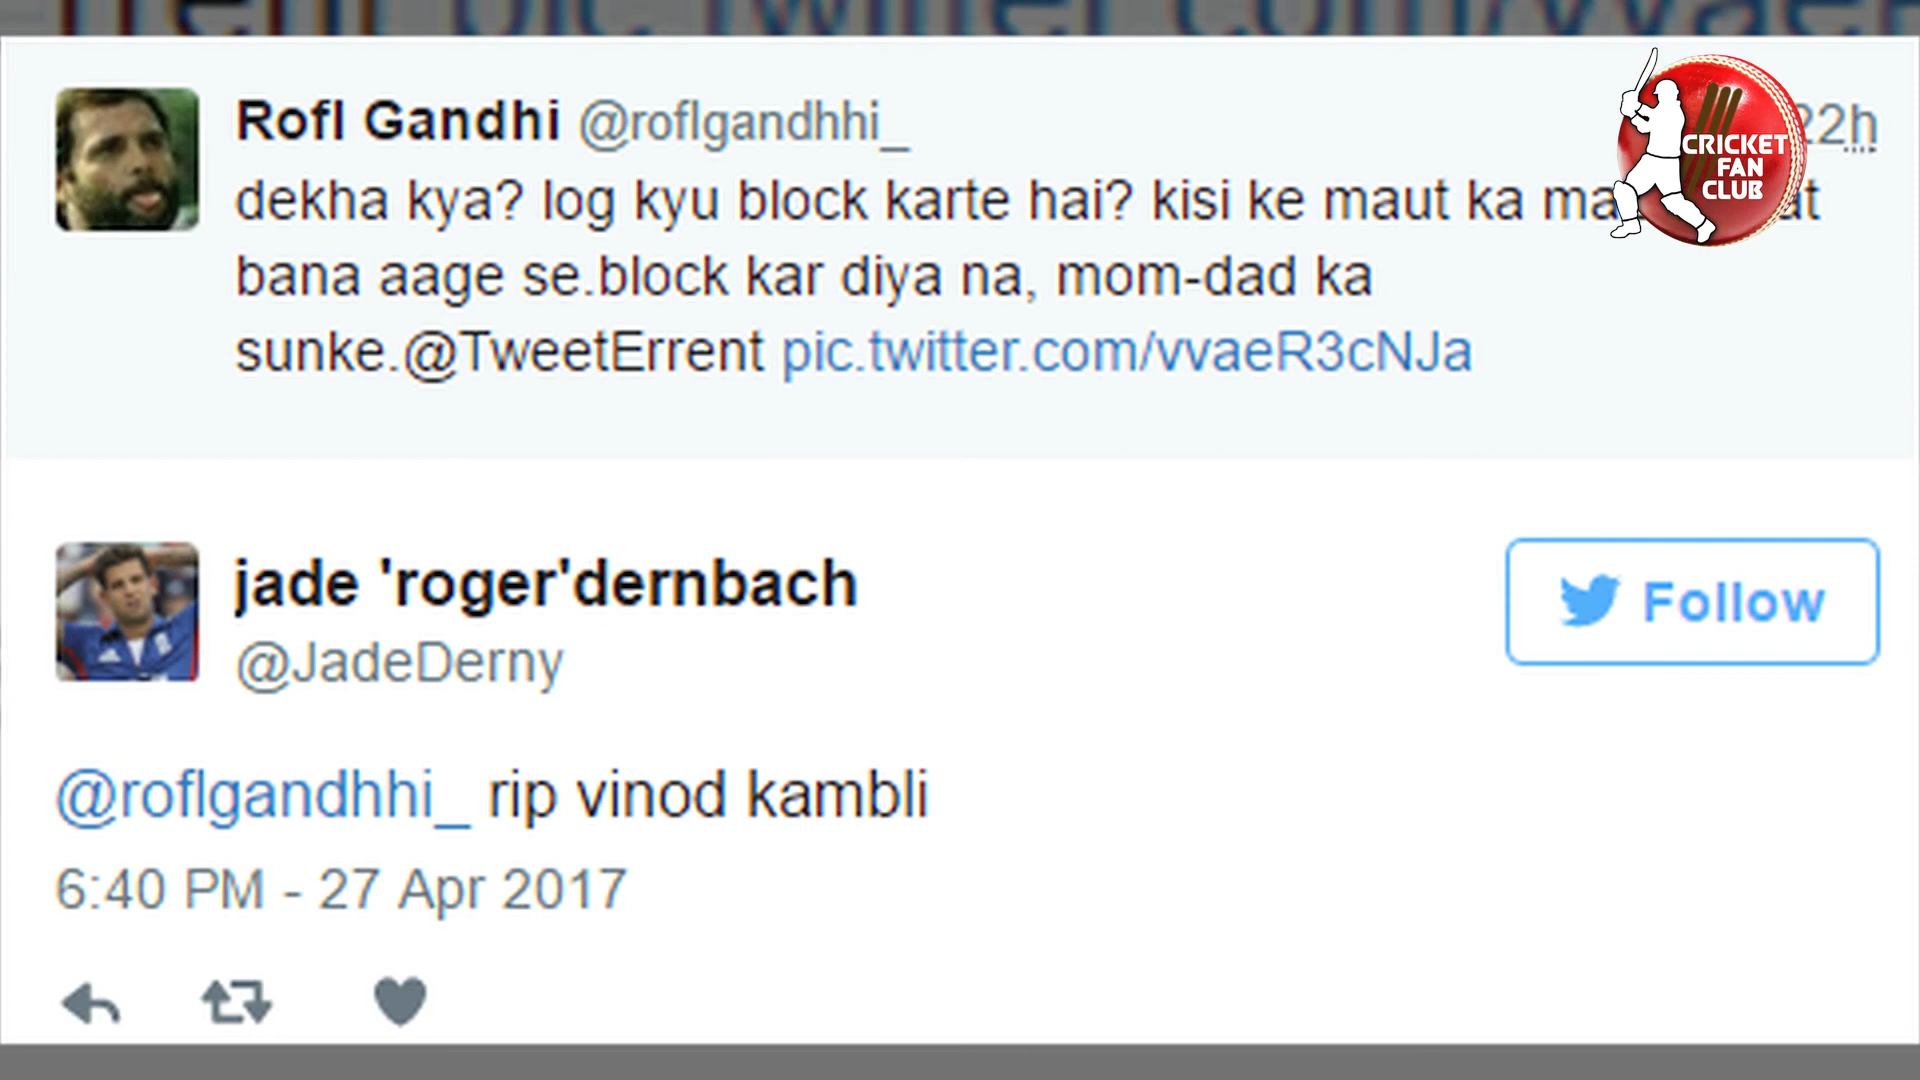 Rofl Gandhi @roflgandhhi_ 22h
dekha kya? log kyu block karte hai? kisi ke maut ka
bana aage se.block kar diya na, mom-dad ka
sunke.@TweetErrent pic.twitter.com/vvaeR3cNJa
CRICKET
FAN
CLUB
jade 'roger'dernbach
@JadeDerny
Follow
@roflgandhhi_ rip vinod kambli
6:40 PM - 27 Apr 2017